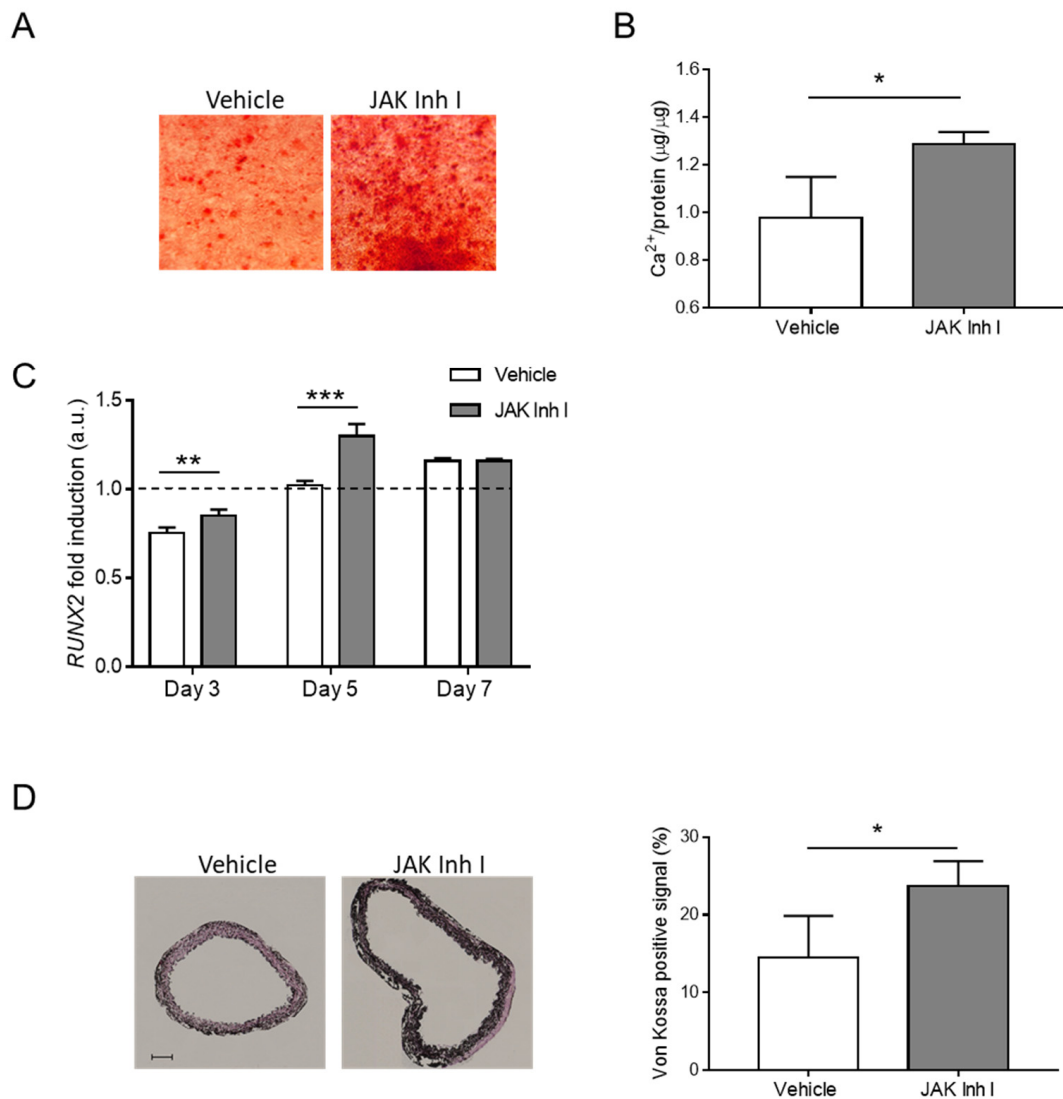 A
Vehicle JAK Inh I
B
1.6
1.4
1.2
1.0
0.8
0.6
Ca2+/protein (µg/µg)
*
Vehicle JAK Inh I
C
Vehicle
JAK Inh I
RUNX2 fold induction (a.u.)
1.5
1.0
0.5
0.0
**
***
Day 3 Day 5 Day 7
D
Vehicle JAK Inh I
Von Kossa positive signal (%)
30
20
10
0
*
Vehicle JAK Inh I